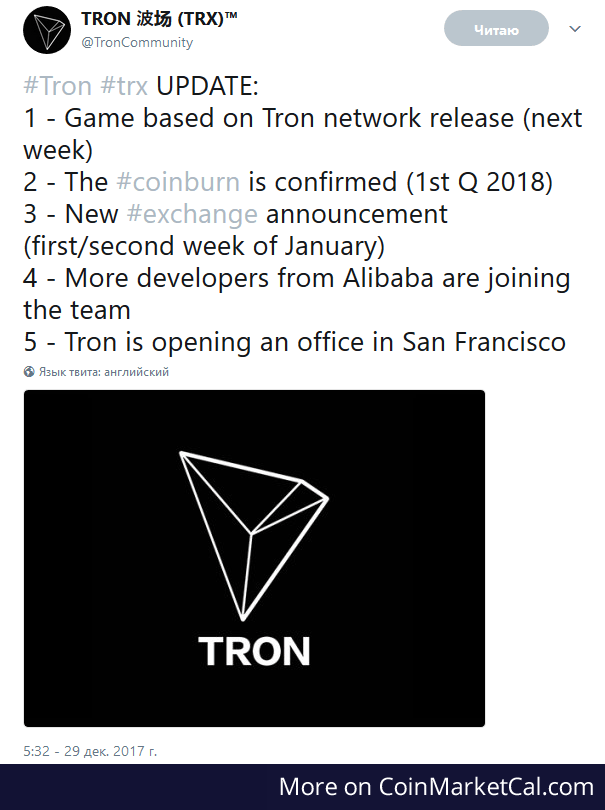 TRON 波场 (TRX)™
@TronCommunity
Читаю
#Tron #trx UPDATE:
1 - Game based on Tron network release (next
week)
2 - The #coinburn is confirmed (1st Q 2018)
3 - New #exchange announcement
(first/second week of January)
4 - More developers from Alibaba are joining
the team
5 - Tron is opening an office in San Francisco
Язык твита: английский
TRON
5:32 - 29 дек. 2017 г.
More on CoinMarketCal.com